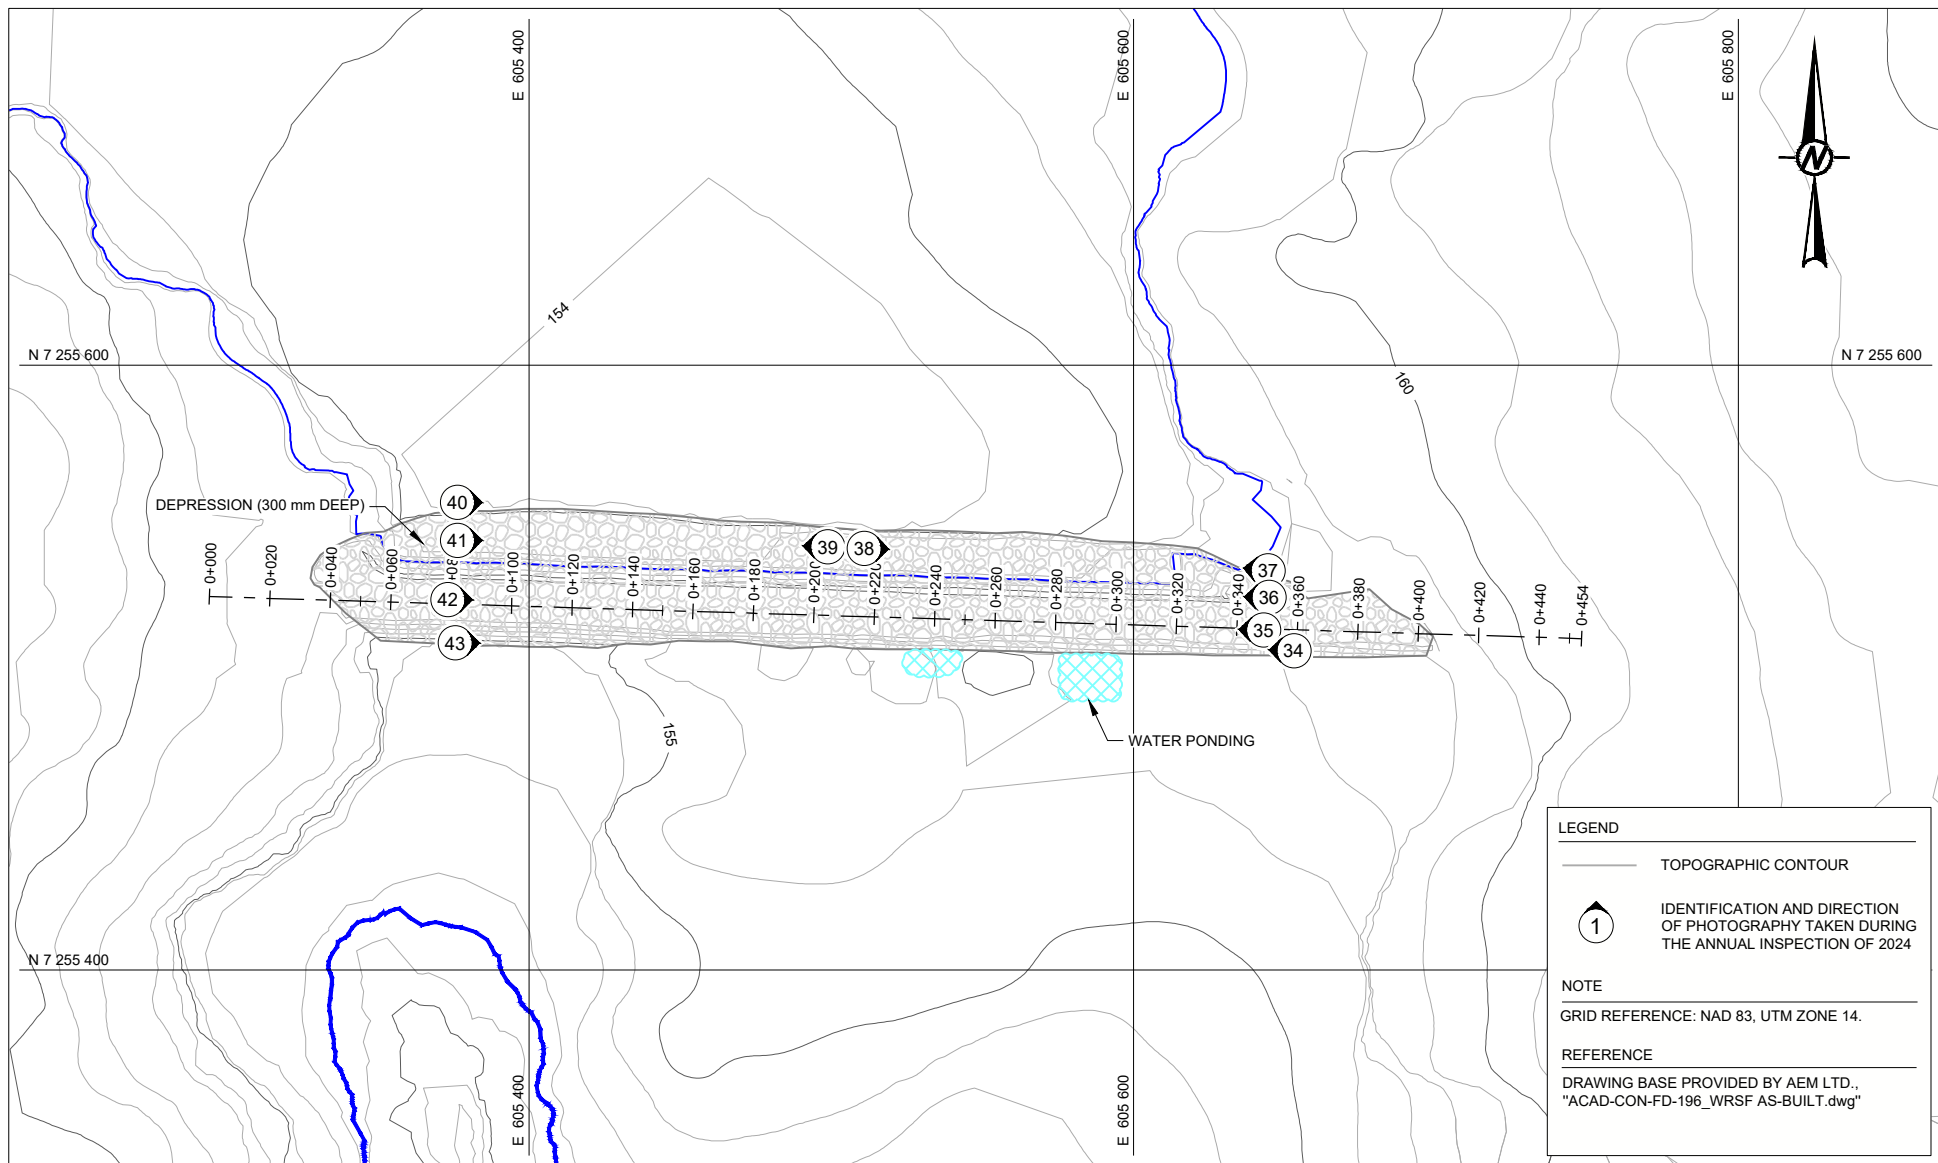 E 605 400
E 605 600
E 605 800
N
154
N 7 255 600
N 7 255 600
160
DEPRESSION (300 mm DEEP)
40
41
42
43
39
38
37
36
35
34
0+000
0+020
0+040
0+060
0+100
0+120
0+140
0+160
0+180
0+200
0+220
0+240
0+260
0+280
0+300
0+320
0+340
0+360
0+380
0+400
0+420
0+440
0+454
155
WATER PONDING
N 7 255 400
E 605 400
E 605 600
LEGEND
TOPOGRAPHIC CONTOUR
1
IDENTIFICATION AND DIRECTION
OF PHOTOGRAPHY TAKEN DURING
THE ANNUAL INSPECTION OF 2024
NOTE
GRID REFERENCE: NAD 83, UTM ZONE 14.
REFERENCE
DRAWING BASE PROVIDED BY AEM LTD.,
"ACAD-CON-FD-196_WRSF AS-BUILT.dwg"